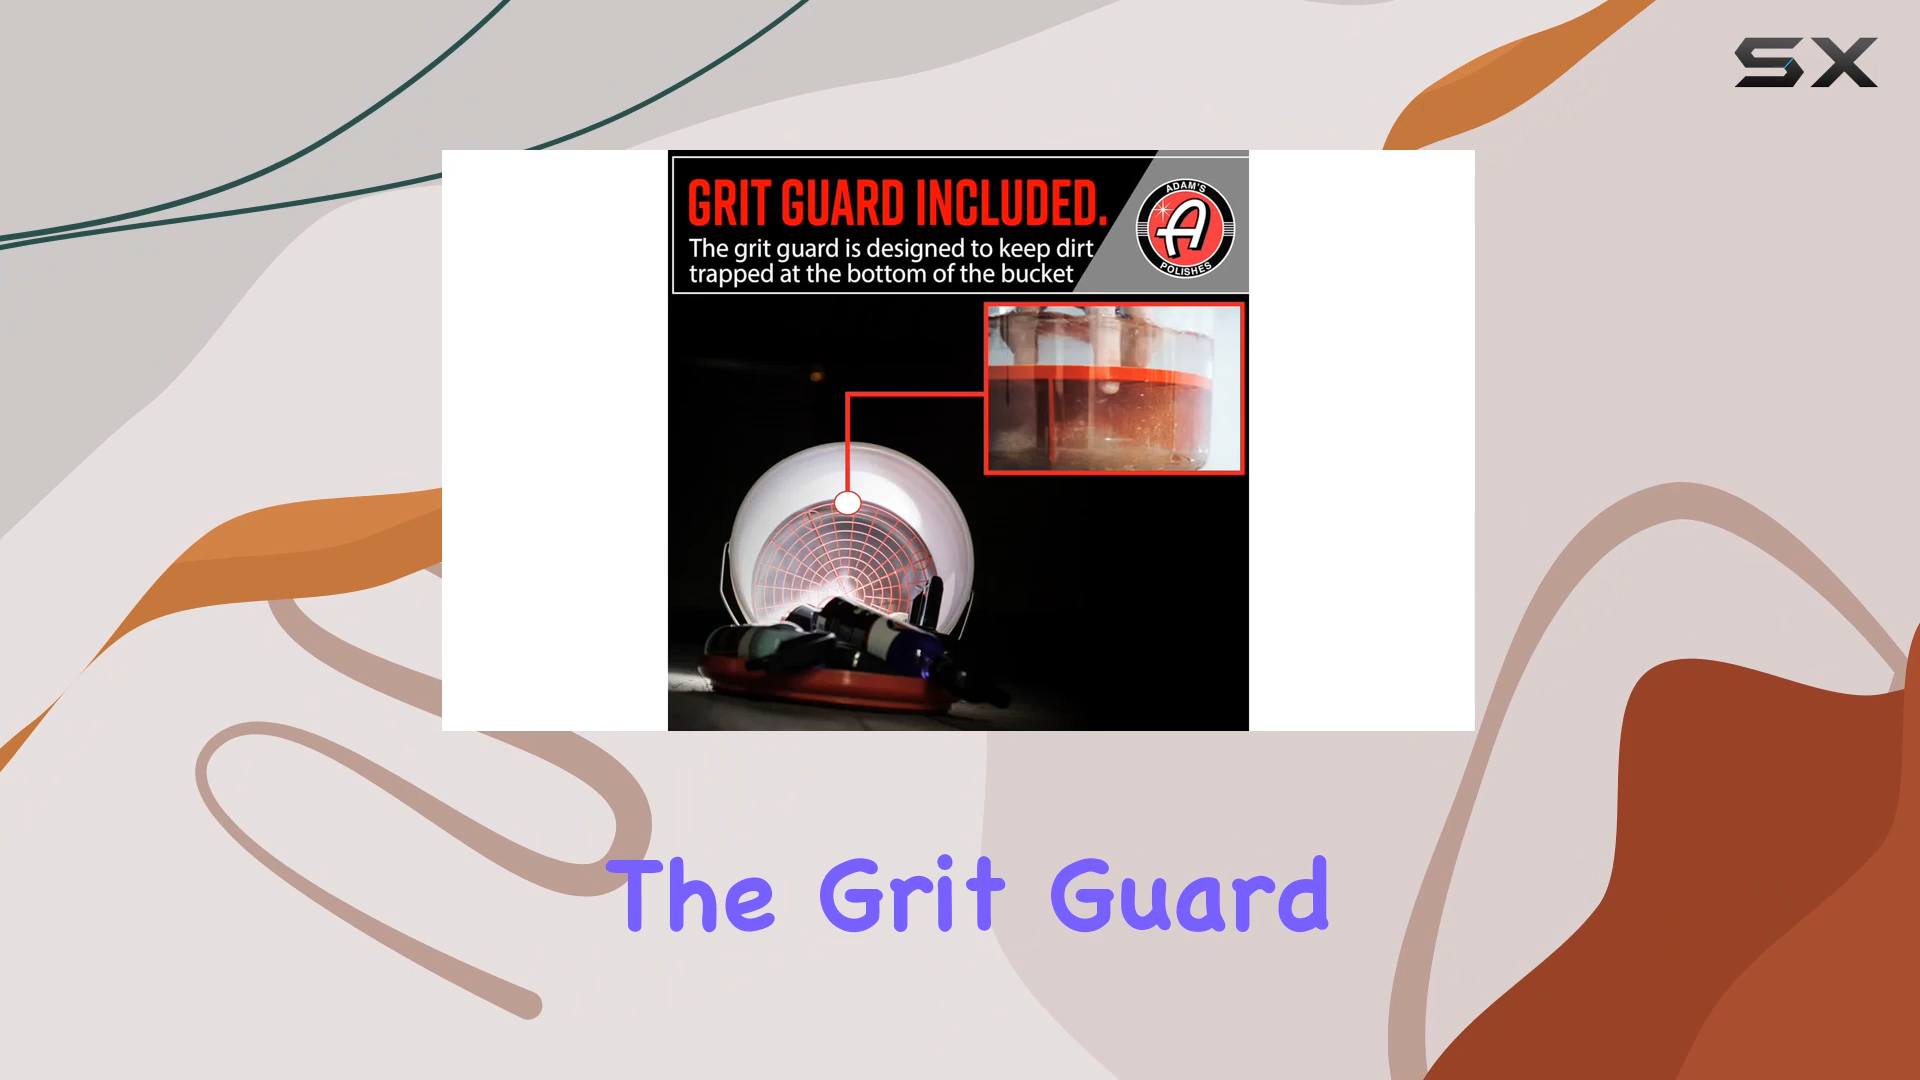 SX
GRIT GUARD INCLUDED.
The grit guard is designed to keep dirt
trapped at the bottom of the bucket
ADAM'S
A
POLISHES
The Grit Guard